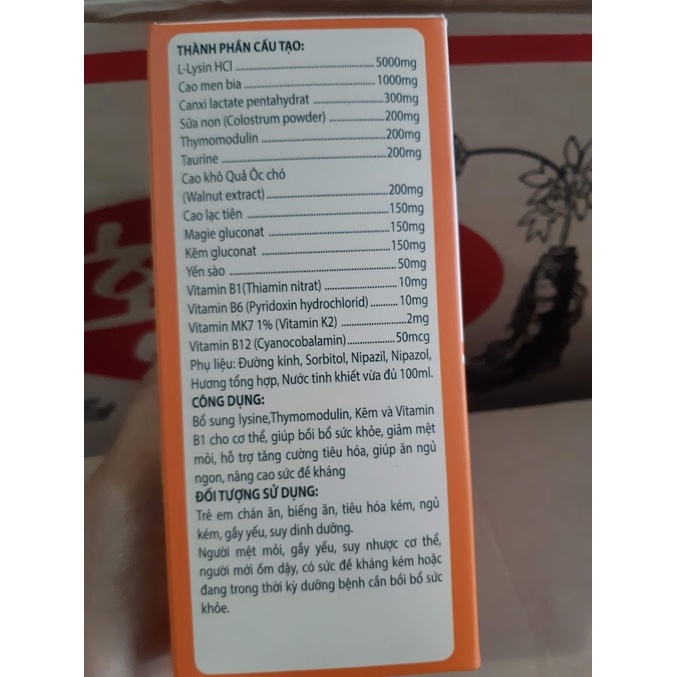 THÀNH PHẦN CẤU TẠO:
L-Lysin HCl ........ 5000mg
Cao men bia ........ 1000mg
Canxi lactate pentahydrat ........ 300mg
Sữa non (Colostrum powder) ........ 200mg
Thymomodulin ........ 200mg
Taurine ........ 200mg
Cao khô Quả Óc chó
(Walnut extract) ........ 200mg
Cao lạc tiên ........ 150mg
Magie gluconat ........ 150mg
Kẽm gluconat ........ 150mg
Yến sào ........ 50mg
Vitamin B1(Thiamin nitrat) ........ 10mg
Vitamin B6 (Pyridoxin hydrochlorid) ........ 10mg
Vitamin MK7 1% (Vitamin K2) ........ 2mg
Vitamin B12 (Cyanocobalamin) ........ 50mcg
Phụ liệu: Đường kính, Sorbitol, Nipazil, Nipazol,
Hương tổng hợp, Nước tinh khiết vừa đủ 100ml.
CÔNG DỤNG:
Bổ sung lysine,Thymomodulin, Kẽm và Vitamin
B1 cho cơ thể, giúp bồi bổ sức khỏe, giảm mệt
mỏi, hỗ trợ tăng cường tiêu hóa, giúp ăn ngủ
ngon, nâng cao sức đề kháng
ĐỐI TƯỢNG SỬ DỤNG:
Trẻ em chán ăn, biếng ăn, tiêu hóa kém, ngủ
kém, gầy yếu, suy dinh dưỡng.
Người mệt mỏi, gầy yếu, suy nhược cơ thể,
người mới ốm dậy, có sức đề kháng kém hoặc
đang trong thời kỳ dưỡng bệnh cần bồi bổ sức
khỏe.